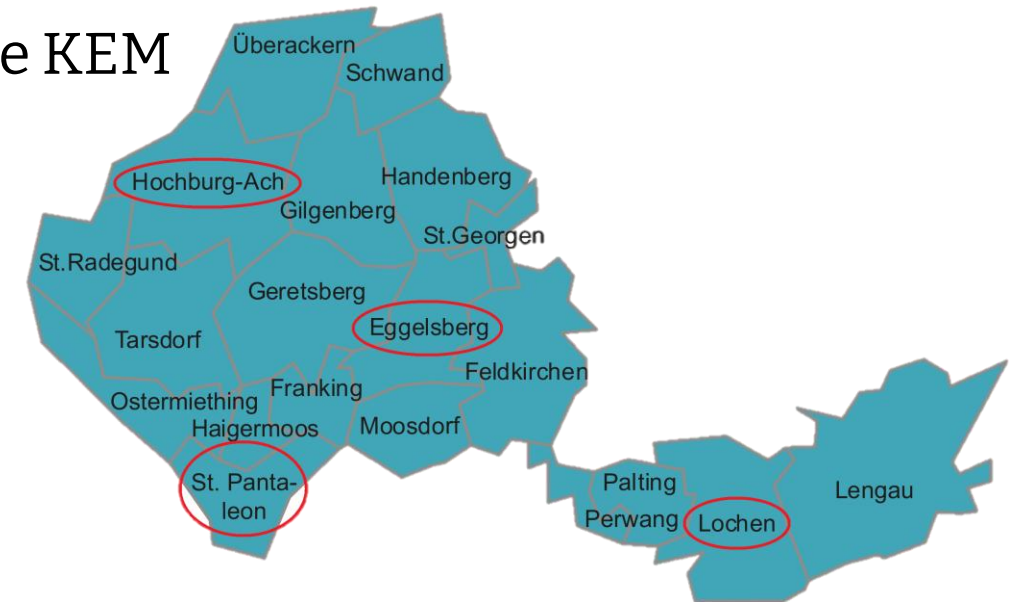 e KEM
Überackern
Schwand
Hochburg-Ach
Handenberg
Gilgenberg
St.Georgen
St.Radegund
Geretsberg
Eggelsberg
Tarsdorf
Feldkirchen
Franking
Ostermiething
Moosdorf
Haigermoos
St. Panta-
leon
Palting
Lengau
Perwang
Lochen